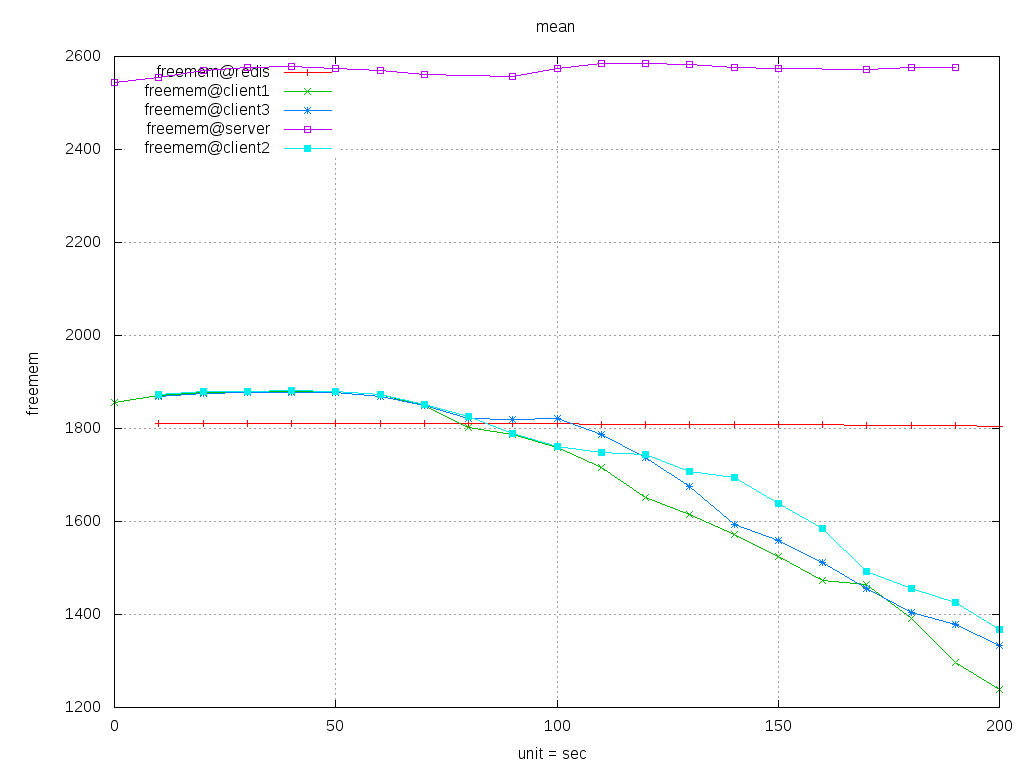 mean
2600
2400
2200
2000
1800
1600
1400
1200
freemem
freemem@redis
freemem@client1
freemem@client3
freemem@server
freemem@client2
0
50
100
150
200
unit = sec